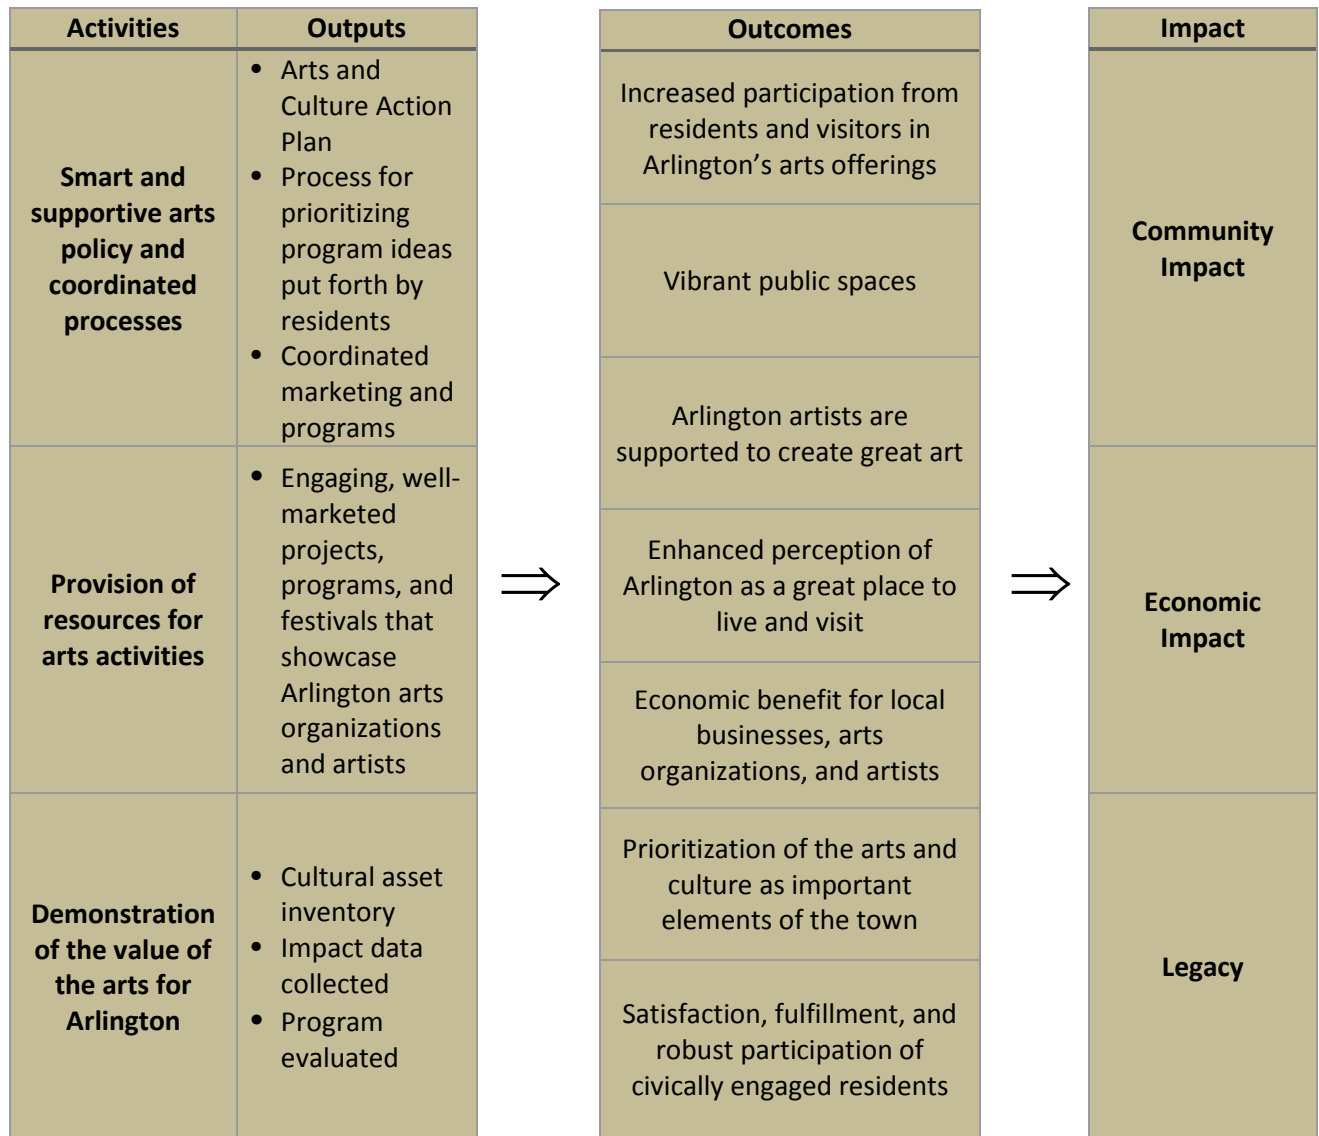 Activities
Outputs
Smart and
supportive arts
policy and
coordinated
processes
• Arts and
Culture Action
Plan
• Process for
prioritizing
program ideas
put forth by
residents
• Coordinated
marketing and
programs
Provision of
resources for
arts activities
• Engaging, well-
marketed
projects,
programs, and
festivals that
showcase
Arlington arts
organizations
and artists
Demonstration
of the value of
the arts for
Arlington
• Cultural asset
inventory
• Impact data
collected
• Program
evaluated
⇒
Outcomes
Increased participation from
residents and visitors in
Arlington’s arts offerings
Vibrant public spaces
Arlington artists are
supported to create great art
Enhanced perception of
Arlington as a great place to
live and visit
Economic benefit for local
businesses, arts
organizations, and artists
Prioritization of the arts and
culture as important
elements of the town
Satisfaction, fulfillment, and
robust participation of
civically engaged residents
⇒
Impact
Community
Impact
Economic
Impact
Legacy